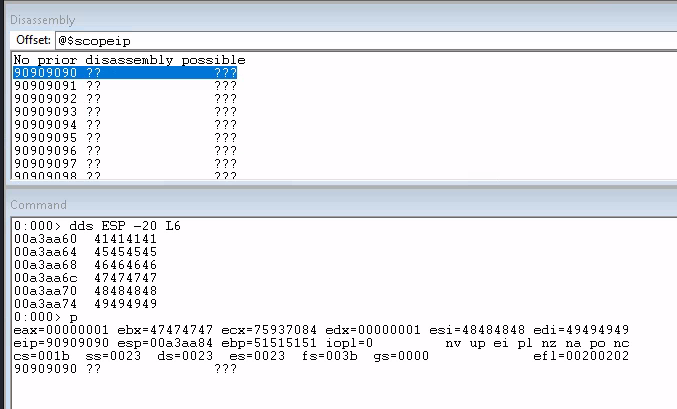 Disassembly
Offset: @$scopeip
No prior disassembly possible
90909090 ?? ???
90909091 ?? ???
90909092 ?? ???
90909093 ?? ???
90909094 ?? ???
90909095 ?? ???
90909096 ?? ???
90909097 ?? ???
90909098 ?? ???
Command
0:000> dds ESP -20 L6
00a3aa60 41414141
00a3aa64 45454545
00a3aa68 46464646
00a3aa6c 47474747
00a3aa70 48484848
00a3aa74 49494949
0:000> p
eax=00000001 ebx=47474747 ecx=75937084 edx=00000001 esi=48484848 edi=49494949
eip=90909090 esp=00a3aa84 ebp=51515151 iopl=0 nv up ei pl nz na po nc
cs=001b ss=0023 ds=0023 es=0023 fs=003b gs=0000 efl=00200202
90909090 ?? ???